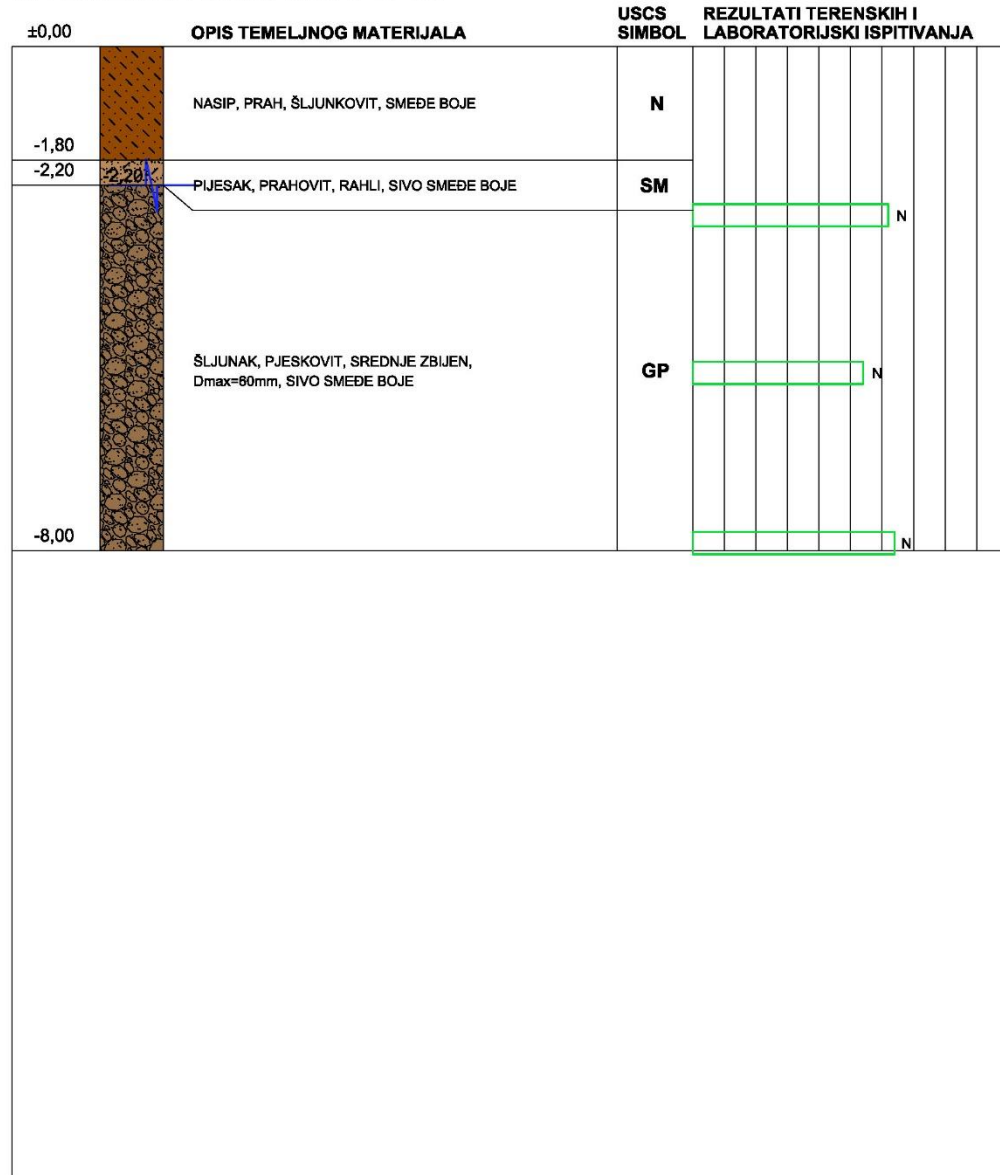 ±0,00
OPIS TEMELJNOG MATERIJALA
USCS
SIMBOL
REZULTATI TERENSKIH I
LABORATORIJSKI ISPITIVANJA
NASIP, PRAH, ŠLJUNKOVIT, SMEĐE BOJE
N
-1,80
-2,20
-2,20
PIJESAK, PRAHOVIT, RAHLI, SIVO SMEĐE BOJE
SM
N
ŠLJUNAK, PJESKOVIT, SREDNJE ZBIJEN,
Dmax=60mm, SIVO SMEĐE BOJE
GP
N
-8,00
N